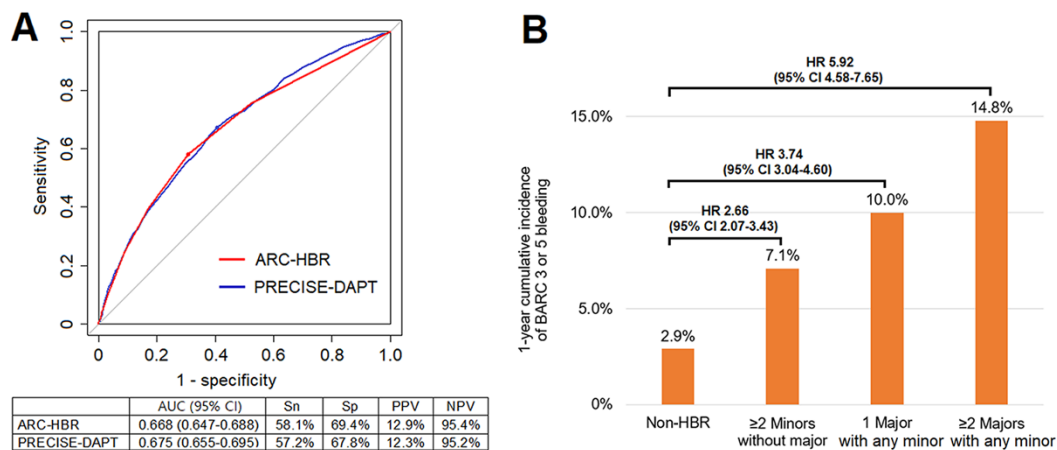 A
1.0
0.8
0.6
0.4
0.2
0
Sensitivity
ARC-HBR
PRECISE-DAPT
0 0.2 0.4 0.6 0.8 1.0
1 - specificity
AUC (95% CI) Sn Sp PPV NPV
ARC-HBR 0.668 (0.647-0.688) 58.1% 69.4% 12.9% 95.4%
PRECISE-DAPT 0.675 (0.655-0.695) 57.2% 67.8% 12.3% 95.2%
B
1-year cumulative incidence
of BARC 3 or 5 bleeding
15.0%
10.0%
5.0%
0%
HR 5.92
(95% CI 4.58-7.65)
14.8%
HR 3.74
(95% CI 3.04-4.60)
10.0%
HR 2.66
(95% CI 2.07-3.43)
7.1%
2.9%
Non-HBR
≥2 Minors
without major
1 Major
with any minor
≥2 Majors
with any minor